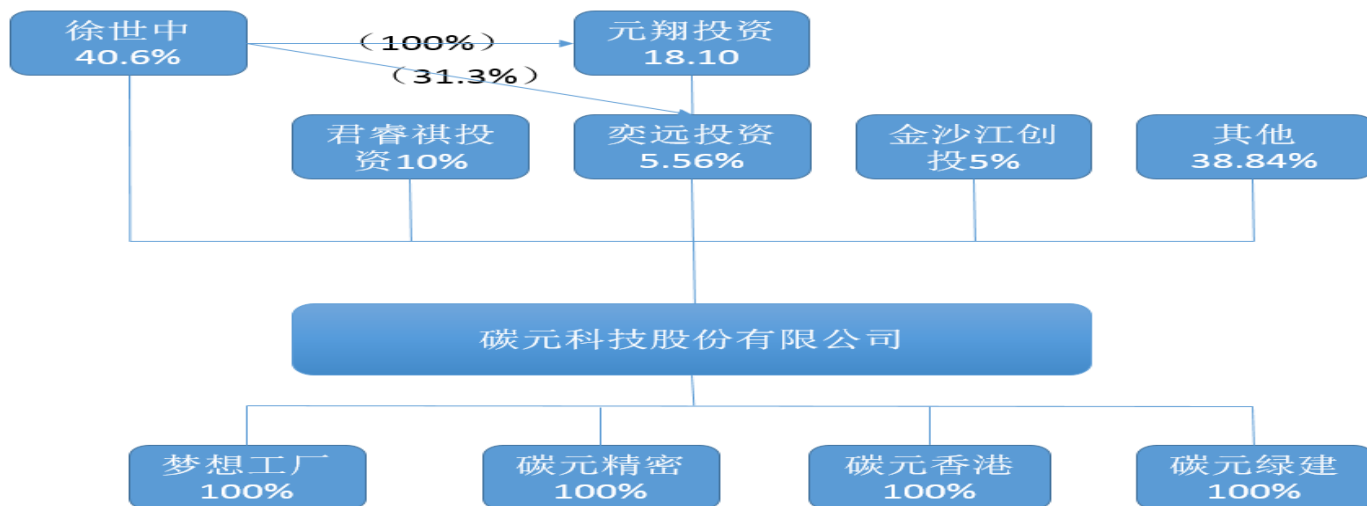 徐世中
40.6%
（100%）
元翔投资
18.10
（31.3%）
君睿祺投
资10%
奕远投资
5.56%
金沙江创
投5%
其他
38.84%
碳元科技股份有限公司
梦想工厂
100%
碳元精密
100%
碳元香港
100%
碳元绿建
100%